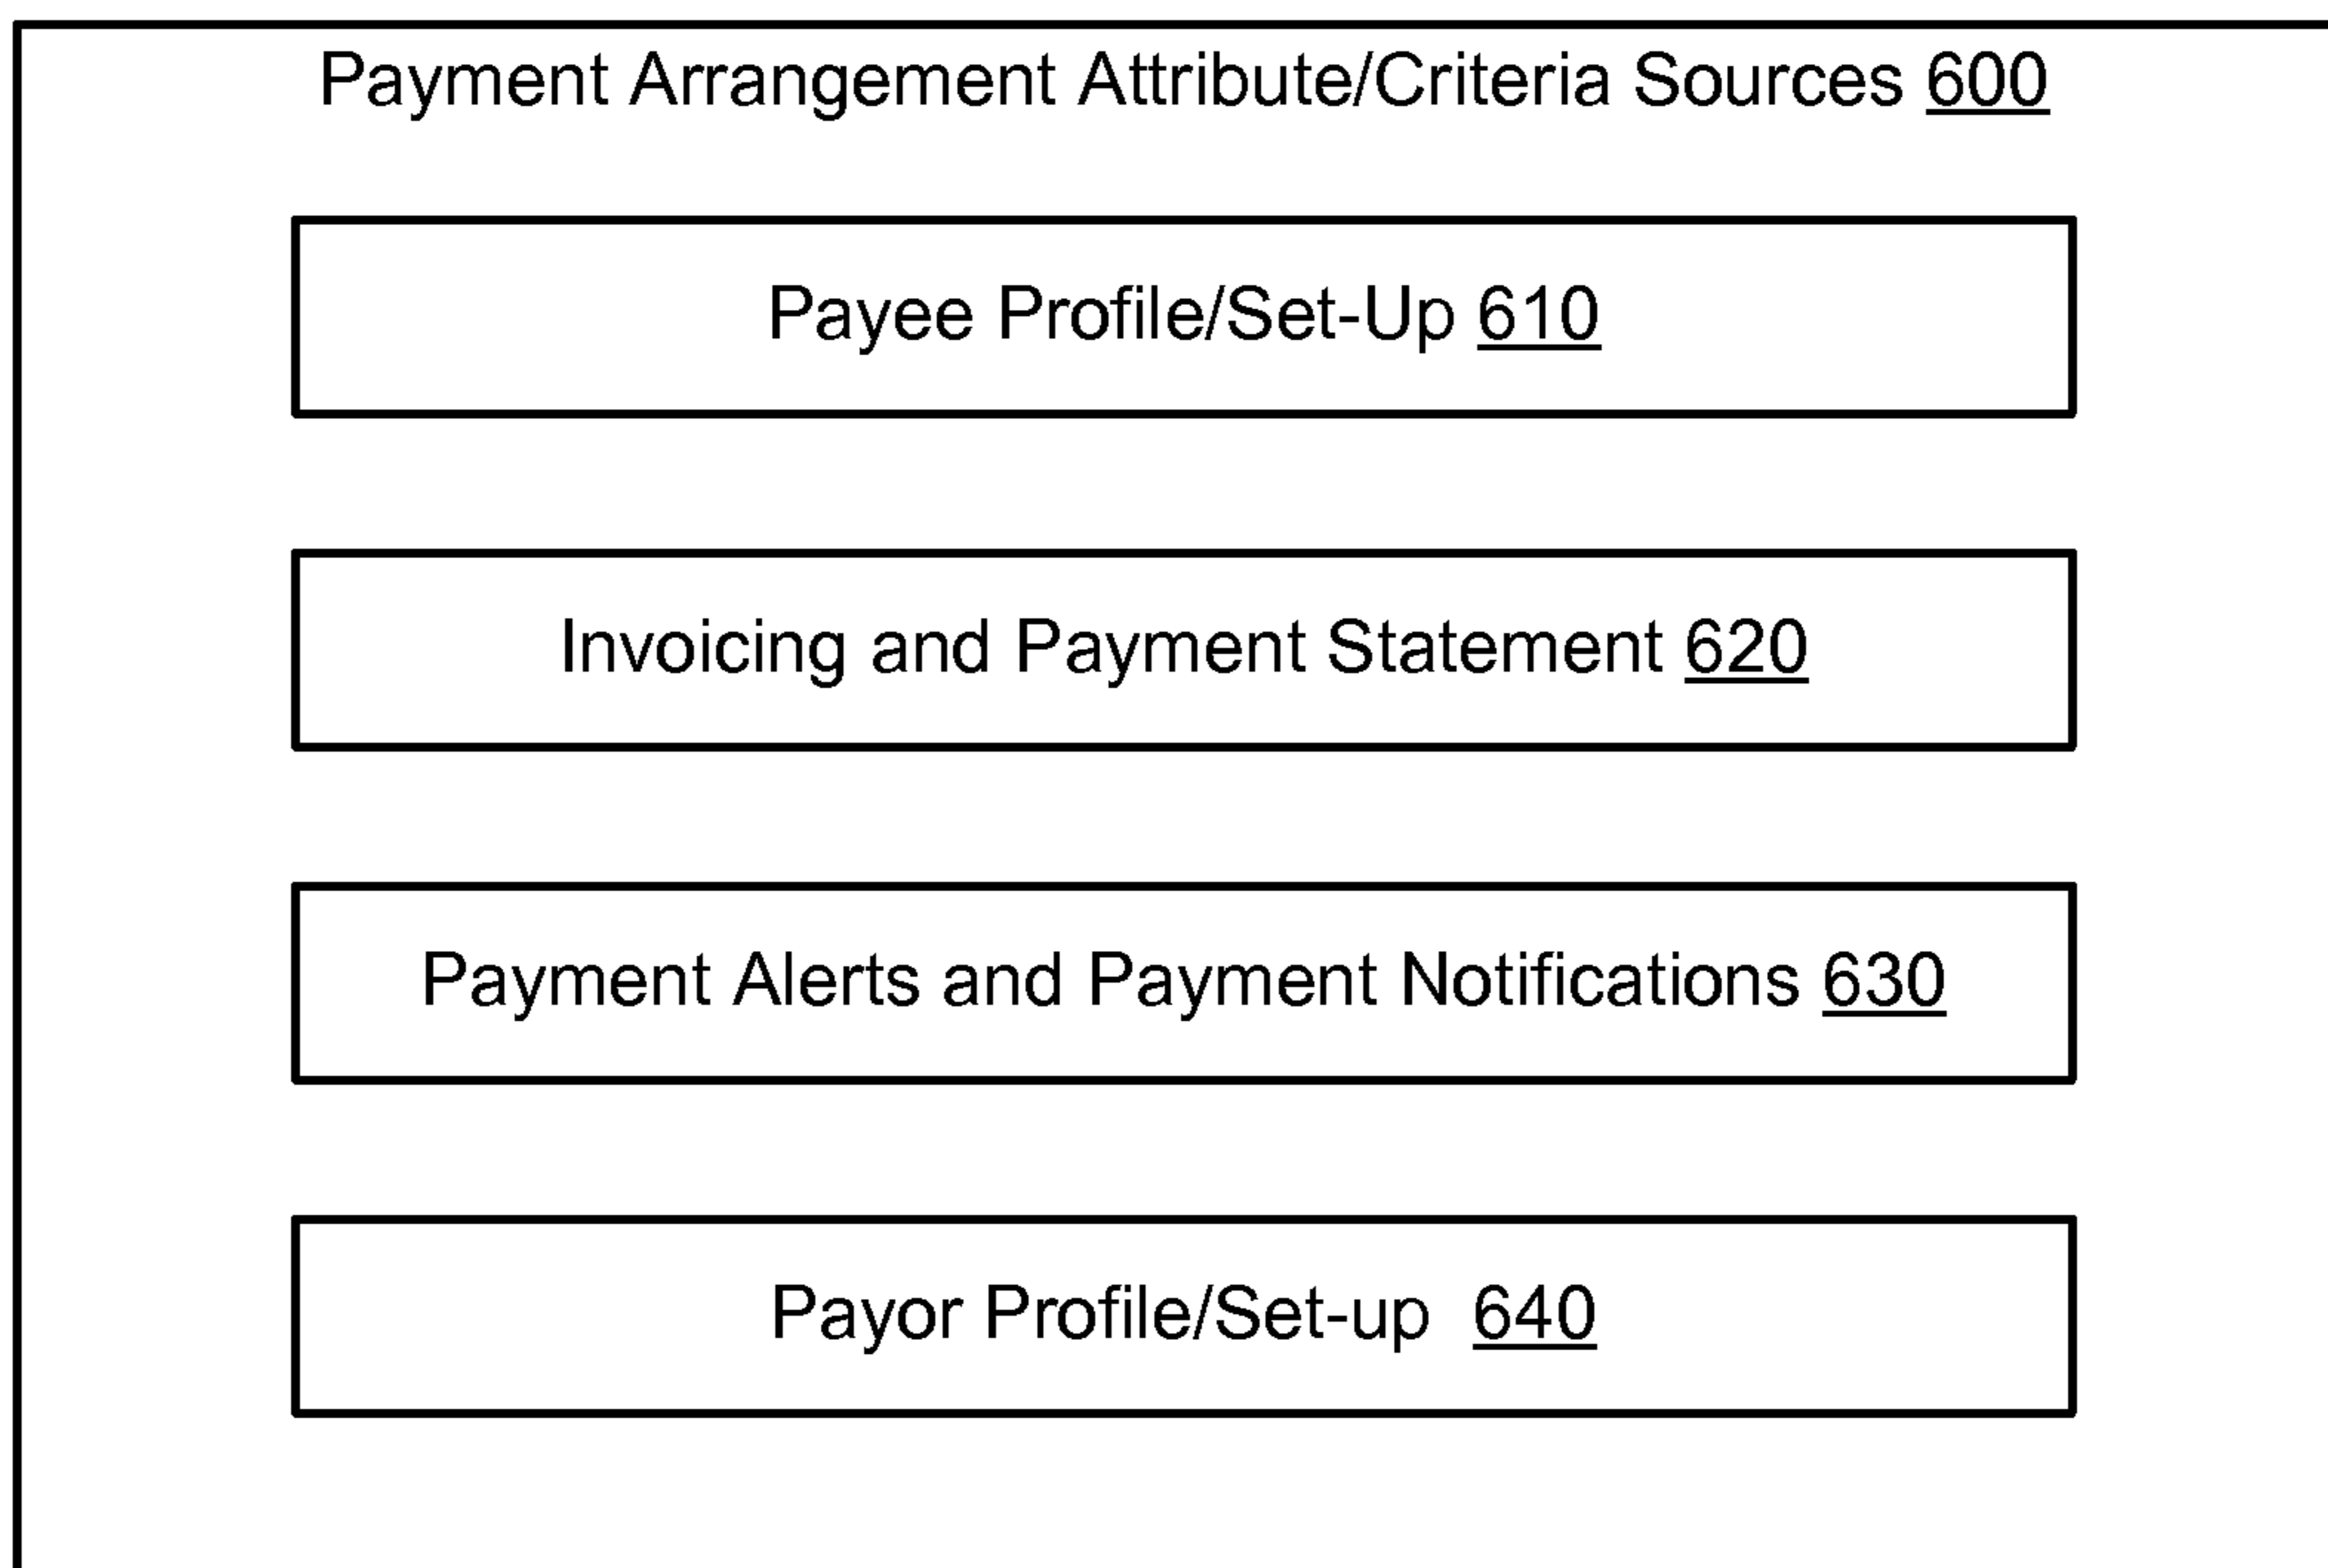 Payment Arrangement Attribute/Criteria Sources 600
Payee Profile/Set-Up 610
Invoicing and Payment Statement 620
Payment Alerts and Payment Notifications 630
Payor Profile/Set-up 640